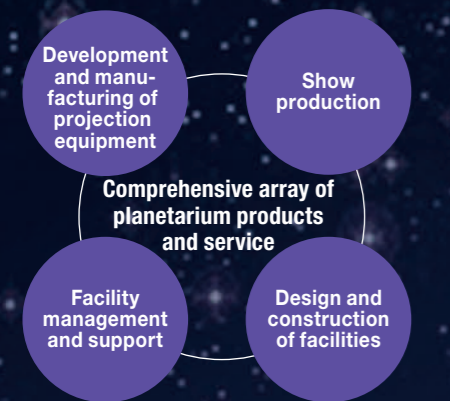 Development
and manu-
facturing of
projection
equipment
Show
production
Comprehensive array of
planetarium products
and service
Facility
management
and support
Design and
construction
of facilities